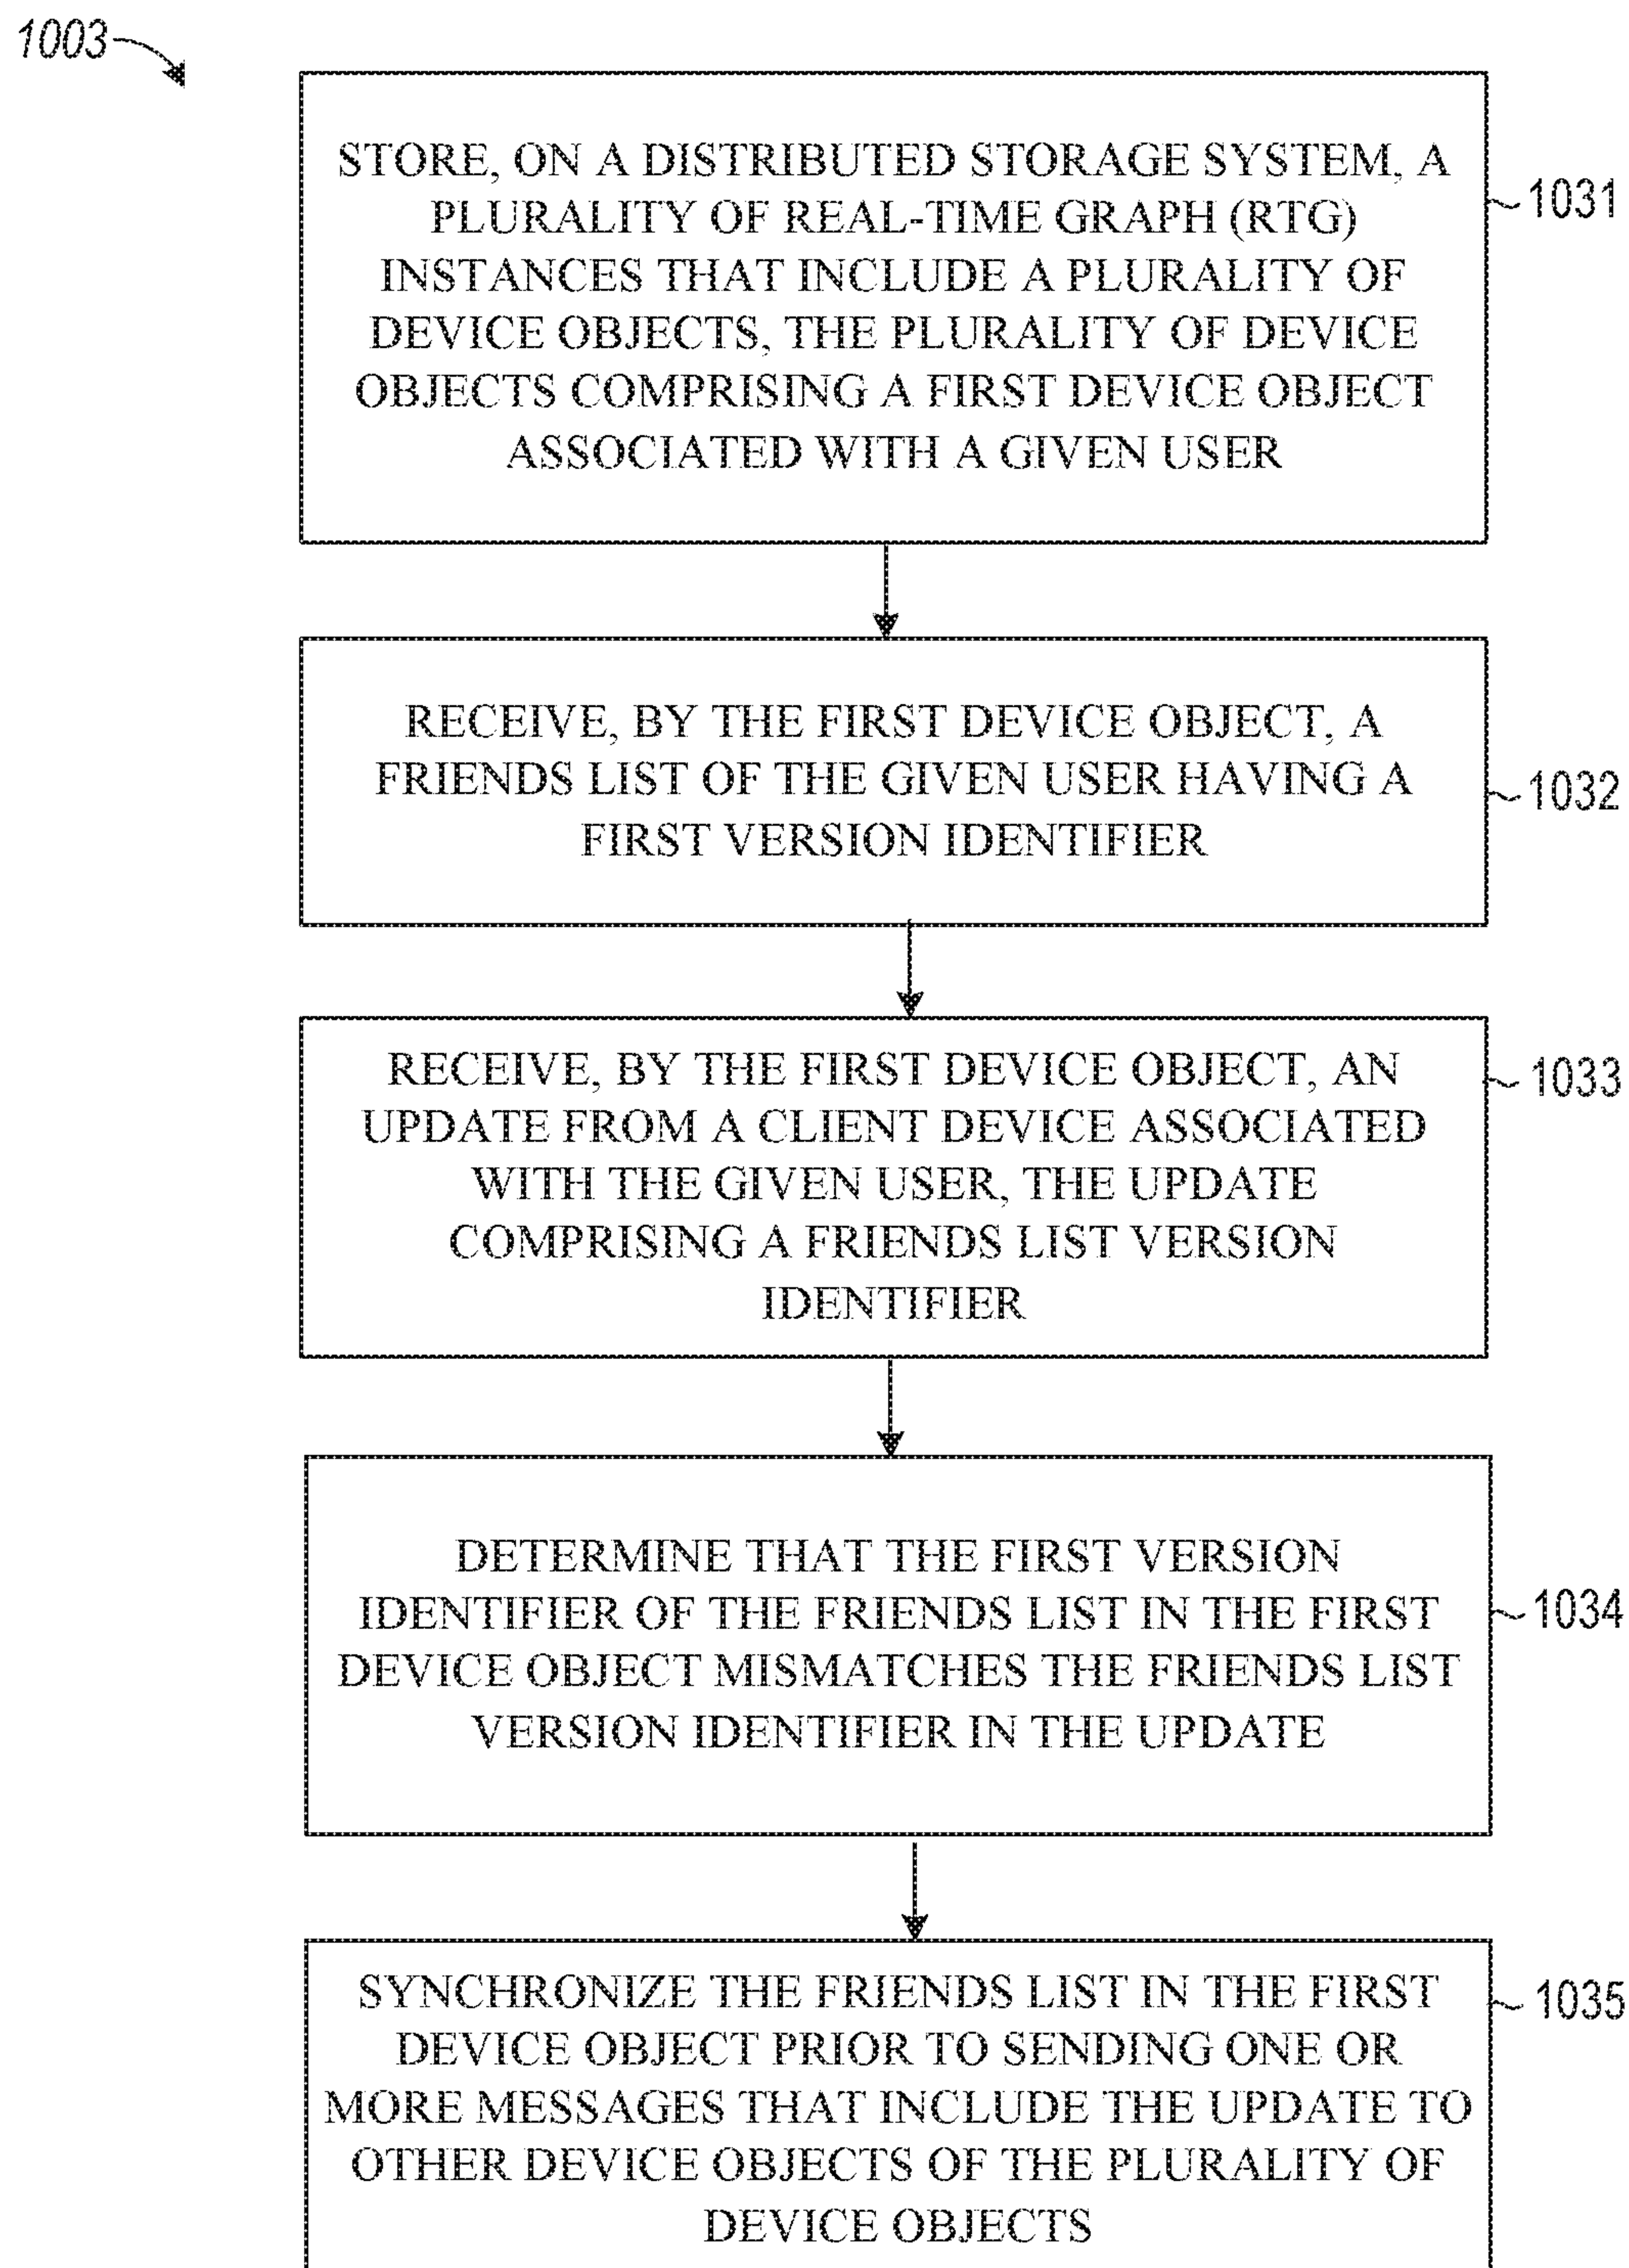 1003
STORE, ON A DISTRIBUTED STORAGE SYSTEM, A
PLURALITY OF REAL-TIME GRAPH (RTG)
INSTANCES THAT INCLUDE A PLURALITY OF
DEVICE OBJECTS, THE PLURALITY OF DEVICE
OBJECTS COMPRISING A FIRST DEVICE OBJECT
ASSOCIATED WITH A GIVEN USER
1031
RECEIVE, BY THE FIRST DEVICE OBJECT, A
FRIENDS LIST OF THE GIVEN USER HAVING A
FIRST VERSION IDENTIFIER
1032
RECEIVE, BY THE FIRST DEVICE OBJECT, AN
UPDATE FROM A CLIENT DEVICE ASSOCIATED
WITH THE GIVEN USER, THE UPDATE
COMPRISING A FRIENDS LIST VERSION
IDENTIFIER
1033
DETERMINE THAT THE FIRST VERSION
IDENTIFIER OF THE FRIENDS LIST IN THE FIRST
DEVICE OBJECT MISMATCHES THE FRIENDS LIST
VERSION IDENTIFIER IN THE UPDATE
1034
SYNCHRONIZE THE FRIENDS LIST IN THE FIRST
DEVICE OBJECT PRIOR TO SENDING ONE OR
MORE MESSAGES THAT INCLUDE THE UPDATE TO
OTHER DEVICE OBJECTS OF THE PLURALITY OF
DEVICE OBJECTS
1035